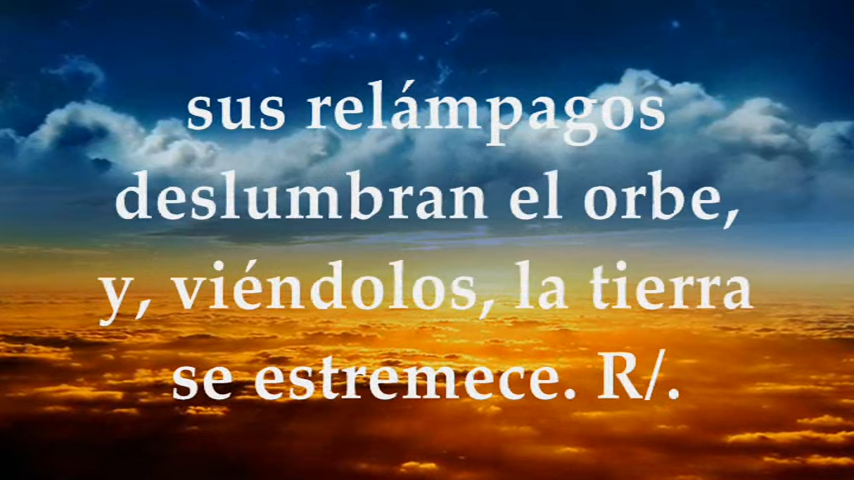 sus relámpagos
deslumbran el orbe,
y, viéndolos, la tierra
se estremece. R/.